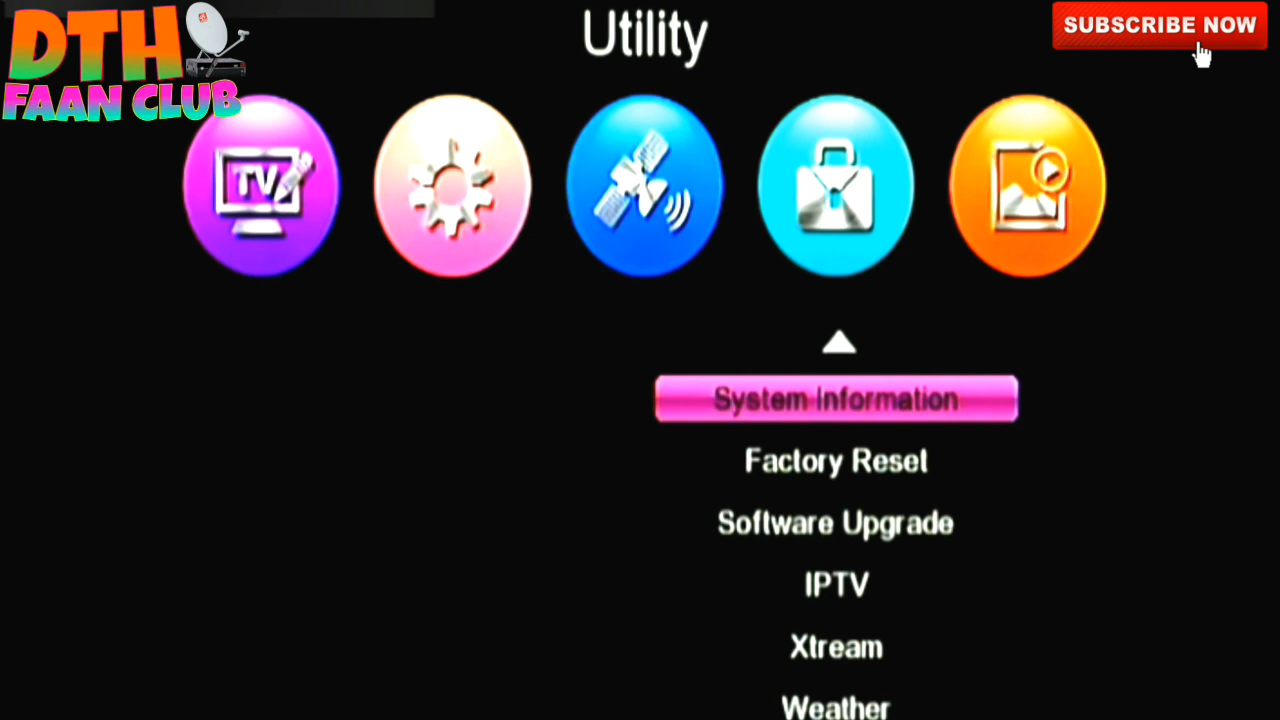 DTH
FAAN CLUB
Utility
SUBSCRIBE NOW
TV
System Information
Factory Reset
Software Upgrade
IPTV
Xtream
Weather